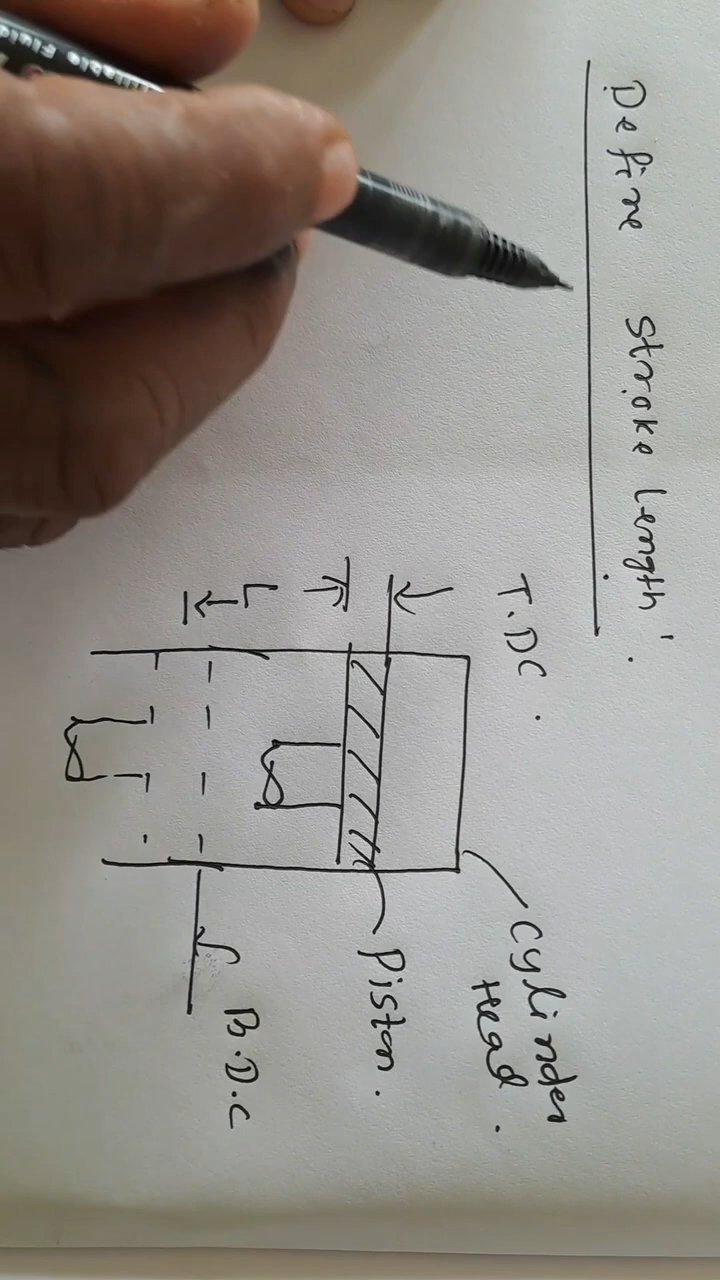 Define Stroke Length'.
T.DC.
Cylinder
Head.
L
Piston.
B.D.C